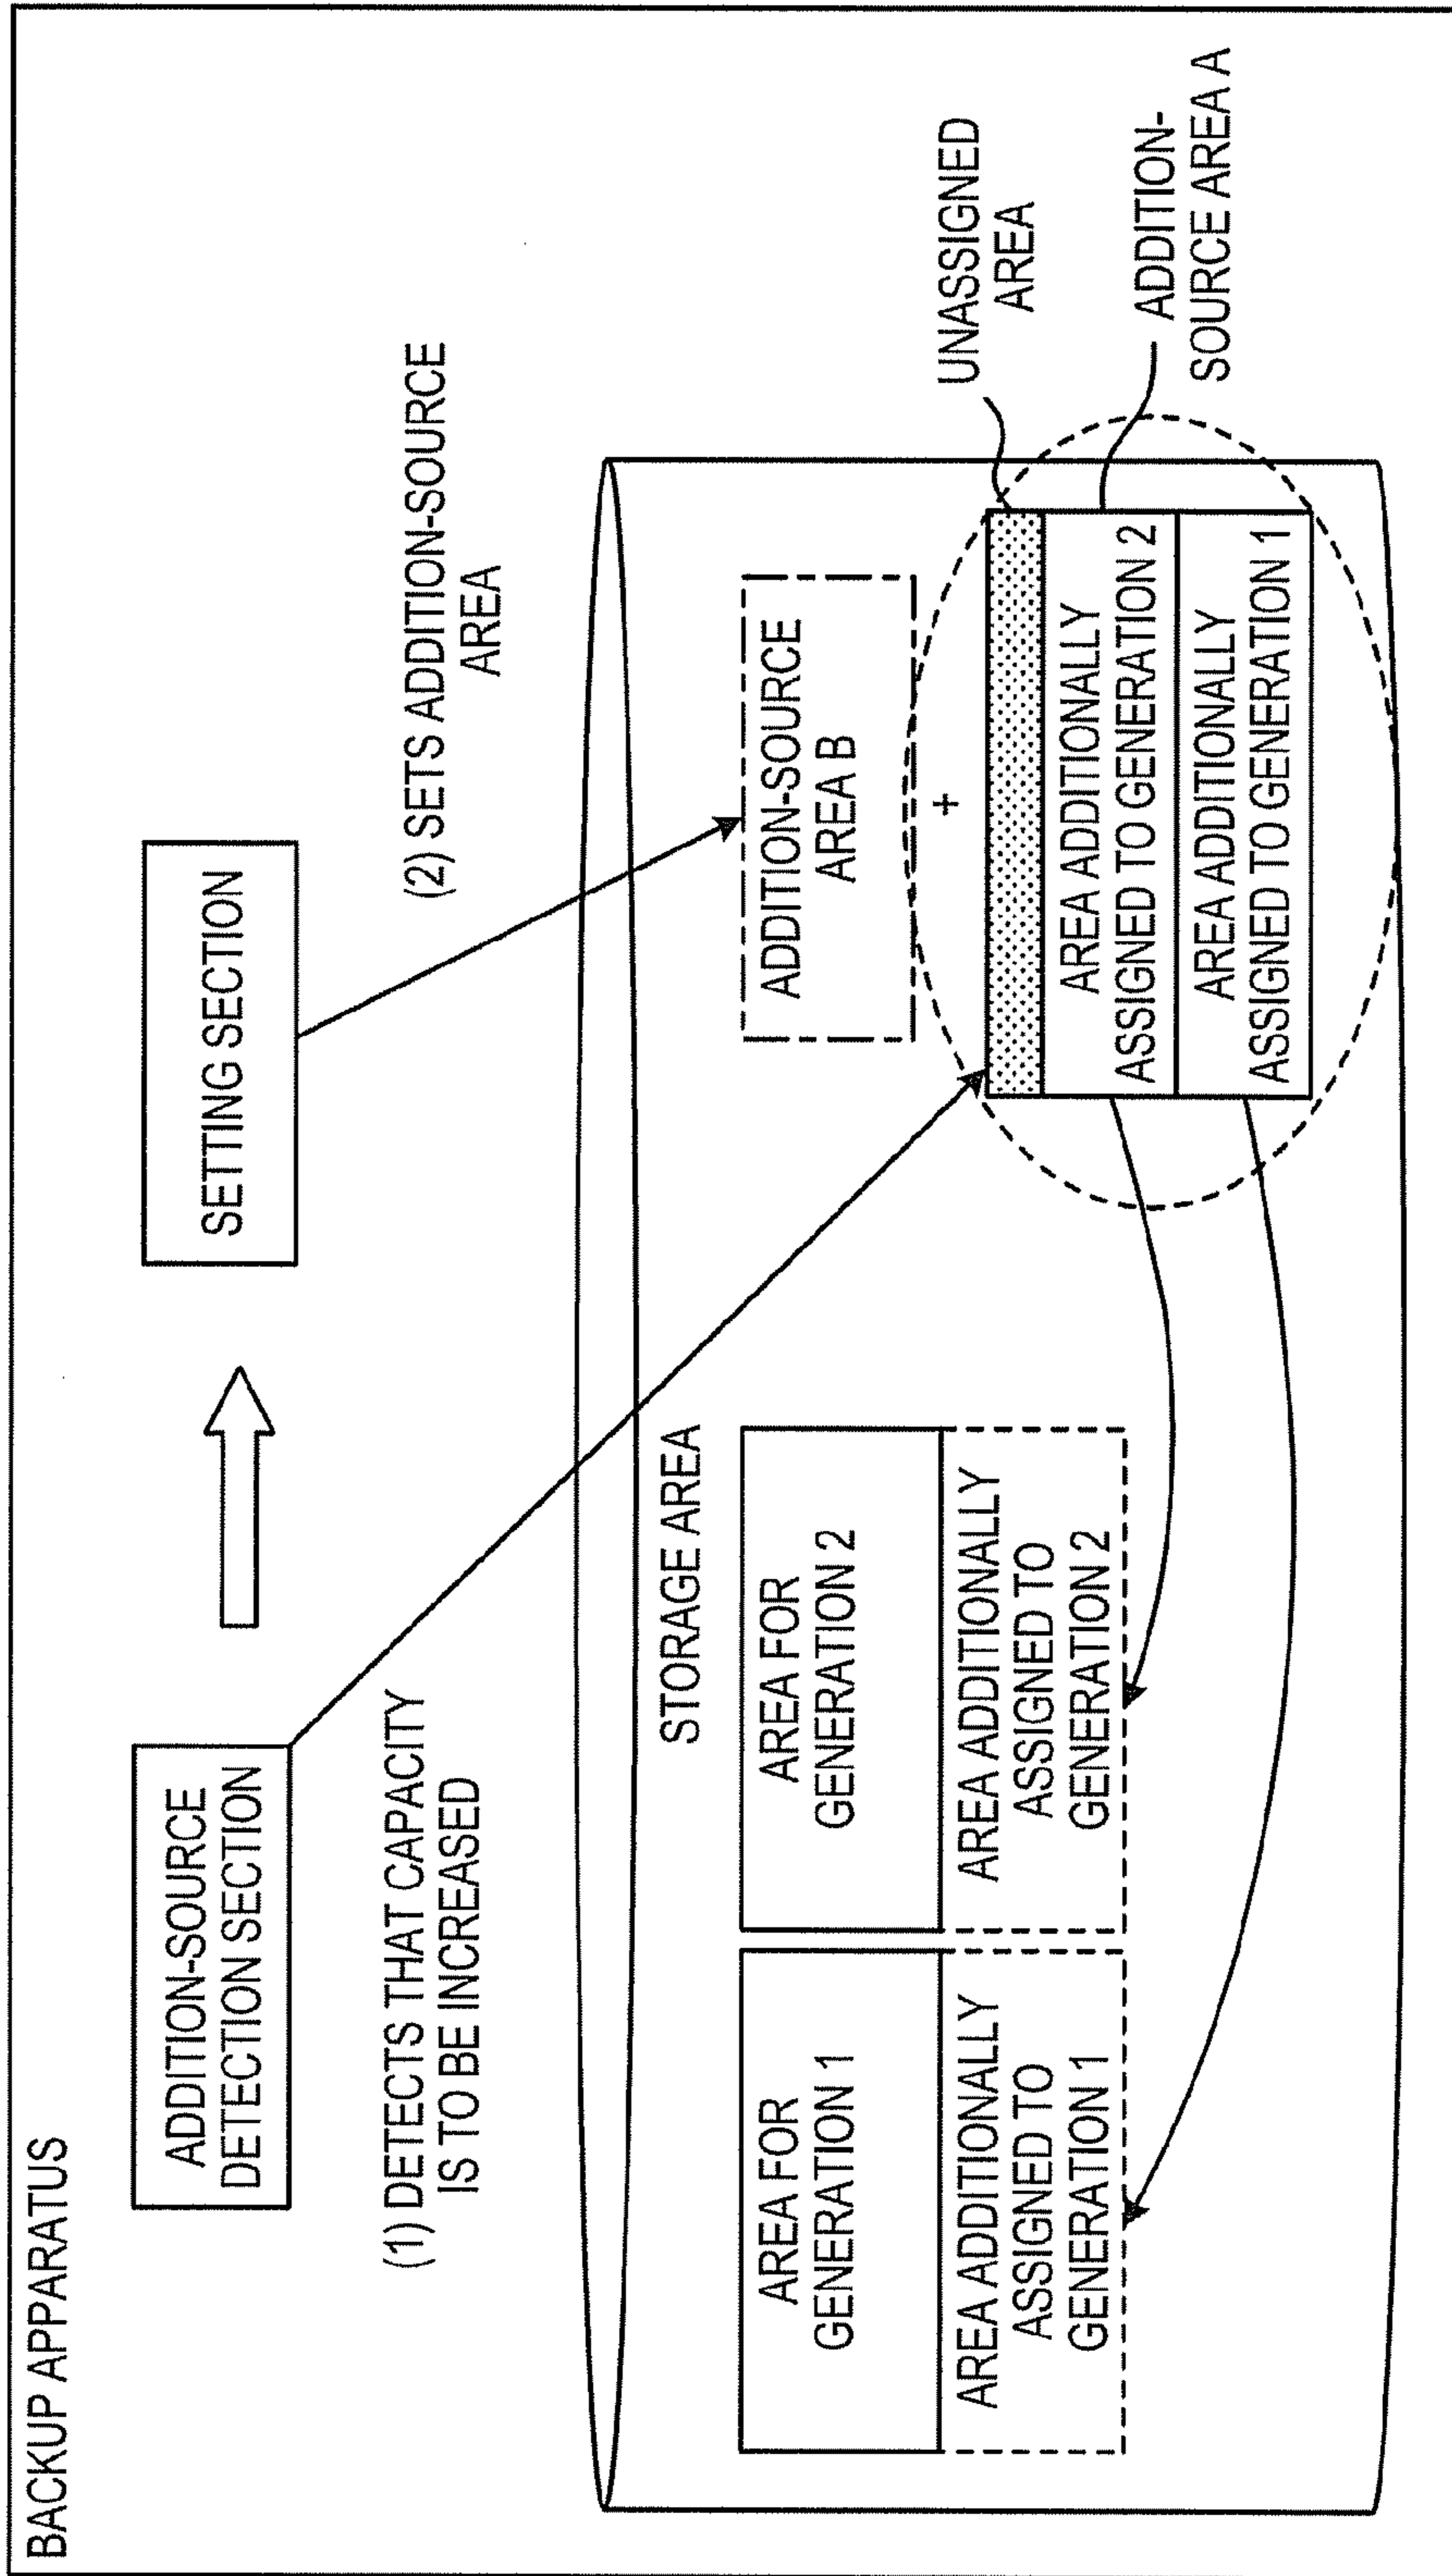 BACKUP APPARATUS
ADDITION-SOURCE
DETECTION SECTION
SETTING SECTION
(1) DETECTS THAT CAPACITY
IS TO BE INCREASED
(2) SETS ADDITION-SOURCE
AREA
STORAGE AREA
AREA FOR
GENERATION 1
AREA ADDITIONALLY
ASSIGNED TO
GENERATION 1
AREA FOR
GENERATION 2
AREA ADDITIONALLY
ASSIGNED TO
GENERATION 2
ADDITION-SOURCE
AREA B
+
AREA ADDITIONALLY
ASSIGNED TO GENERATION 2
AREA ADDITIONALLY
ASSIGNED TO GENERATION 1
UNASSIGNED
AREA
ADDITION-
SOURCE AREA A